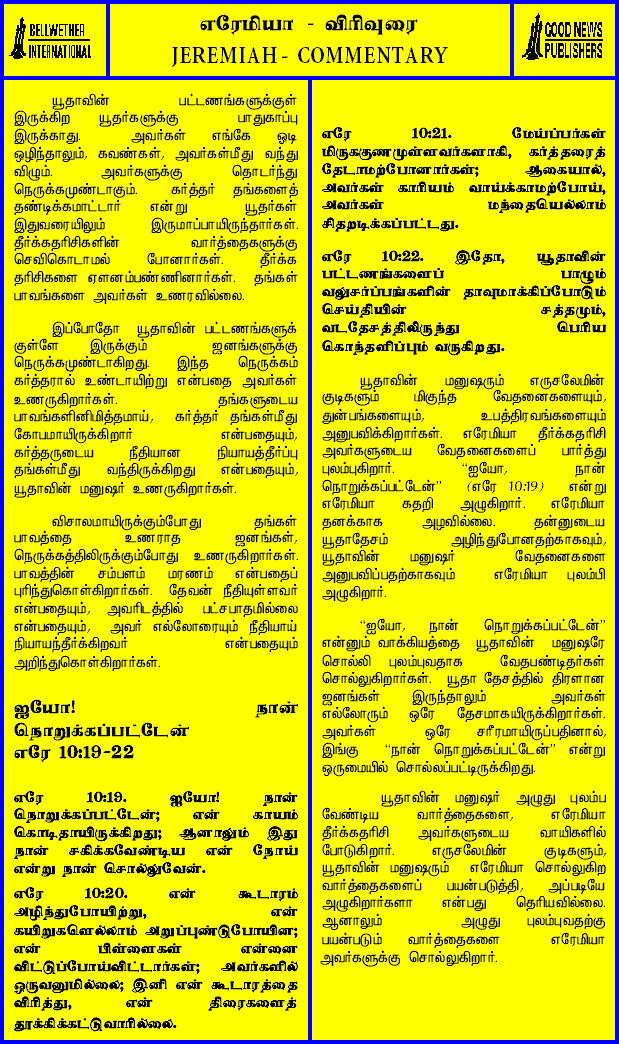 BELLWETHER
INTERNATIONAL
எரேமியா - விரிவுரை
JEREMIAH - COMMENTARY
GOOD NEWS
PUBLISHERS
யூதாவின் பட்டணங்களுக்குள்
இருக்கிற யூதர்களுக்கு பாதுகாப்பு
இருக்காது. அவர்கள் எங்கே ஓடி
ஒழிந்தாலும், கவண்கள், அவர்கள்மீது வந்து
விழும். அவர்களுக்கு தொடர்ந்து
நெருக்கமுண்டாகும். கர்த்தர் தங்களைத்
தண்டிக்கமாட்டார் என்று யூதர்கள்
இதுவரையிலும் இருமாப்பாயிருந்தார்கள்.
தீர்க்கதரிசிகளின் வார்த்தைகளுக்கு
செவிகொடாமல் போனார்கள். தீர்க்க
தரிசிகளை ஏளனம்பண்ணினார்கள். தங்கள்
பாவங்களை அவர்கள் உணரவில்லை.
இப்போதோ யூதாவின் பட்டணங்களுக்
குள்ளே இருக்கும் ஜனங்களுக்கு
நெருக்கமுண்டாகிறது. இந்த நெருக்கம்
கர்த்தரால் உண்டாயிற்று என்பதை அவர்கள்
உணருகிறார்கள். தங்களுடைய
பாவங்களினிமித்தமாய், கர்த்தர் தங்கள்மீது
கோபமாயிருக்கிறார் என்பதையும்,
கர்த்தருடைய நீதியான நியாயத்தீர்ப்பு
தங்கள்மீது வந்திருக்கிறது என்பதையும்,
யூதாவின் மனுஷர் உணருகிறார்கள்.
விசாலமாயிருக்கும்போது தங்கள்
பாவத்தை உணராத ஜனங்கள்,
நெருக்கத்திலிருக்கும்போது உணருகிறார்கள்.
பாவத்தின் சம்பளம் மரணம் என்பதைப்
புரிந்துகொள்கிறார்கள். தேவன் நீதியுள்ளவர்
என்பதையும், அவரிடத்தில் பட்சபாதமில்லை
என்பதையும், அவர் எல்லோரையும் நீதியாய்
நியாயந்தீர்க்கிறவர் என்பதையும்
அறிந்துகொள்கிறார்கள்.
ஐயோ! நான்
நொறுக்கப்பட்டேன்
எரே 10:19-22
எரே 10:19. ஐயோ! நான்
நொறுக்கப்பட்டேன்; என் காயம்
கொடிதாயிருக்கிறது; ஆனாலும் இது
நான் சகிக்கவேண்டிய என் நோய்
என்று நான் சொல்லுவேன்.
எரே 10:20. என் கூடாரம்
அழிந்துபோயிற்று, என்
கயிறுகளெல்லாம் அறுப்புண்டுபோயின;
என் பிள்ளைகள் என்னை
விட்டுப்போய்விட்டார்கள்; அவர்களில்
ஒருவனுமில்லை; இனி என் கூடாரத்தை
விரித்து, என் திரைகளைத்
தூக்கிக்கட்டுவாரில்லை.
எரே 10:21. மேய்ப்பர்கள்
மிருககுணமுள்ளவர்களாகி, கர்த்தரைத்
தேடாமற்போனார்கள்; ஆகையால்,
அவர்கள் காரியம் வாய்க்காமற்போய்,
அவர்கள் மந்தையெல்லாம்
சிதறடிக்கப்பட்டது.
எரே 10:22. இதோ, யூதாவின்
பட்டணங்களைப் பாழும்
வலுசர்ப்பங்களின் தாவுமாக்கிப்போடும்
செய்தியின் சத்தமும்,
வடதேசத்திலிருந்து பெரிய
கொந்தளிப்பும் வருகிறது.
யூதாவின் மனுஷரும் எருசலேமின்
குடிகளும் மிகுந்த வேதனைகளையும்,
துன்பங்களையும், உபத்திரவங்களையும்
அனுபவிக்கிறார்கள். எரேமியா தீர்க்கதரிசி
அவர்களுடைய வேதனைகளைப் பார்த்து
புலம்புகிறார். “ஐயோ, நான்
நொறுக்கப்பட்டேன்” (எரே 10:19) என்று
எரேமியா கதறி அழுகிறார். எரேமியா
தனக்காக அழவில்லை. தன்னுடைய
யூதாதேசம் அழிந்துபோனதற்காகவும்,
யூதாவின் மனுஷர் வேதனைகளை
அனுபவிப்பதற்காகவும் எரேமியா புலம்பி
அழுகிறார்.
“ஐயோ, நான் நொறுக்கப்பட்டேன்”
என்னும் வாக்கியத்தை யூதாவின் மனுஷரே
சொல்லி புலம்புவதாக வேதபண்டிதர்கள்
சொல்லுகிறார்கள். யூதா தேசத்தில் திரளான
ஜனங்கள் இருந்தாலும் அவர்கள்
எல்லோரும் ஒரே தேசமாகயிருக்கிறார்கள்.
அவர்கள் ஒரே சரீரமாயிருப்பதினால்,
இங்கு “நான் நொறுக்கப்பட்டேன்” என்று
ஒருமையில் சொல்லப்பட்டிருக்கிறது.
யூதாவின் மனுஷர் அழுது புலம்ப
வேண்டிய வார்த்தைகளை, எரேமியா
தீர்க்கதரிசி அவர்களுடைய வாயிகளில்
போடுகிறார். எருசலேமின் குடிகளும்,
யூதாவின் மனுஷரும் எரேமியா சொல்லுகிற
வார்த்தைகளைப் பயன்படுத்தி, அப்படியே
அழுகிறார்களா என்பது தெரியவில்லை.
ஆனாலும் அழுது புலம்புவதற்கு
பயன்படும் வார்த்தைகளை எரேமியா
அவர்களுக்கு சொல்லுகிறார்.